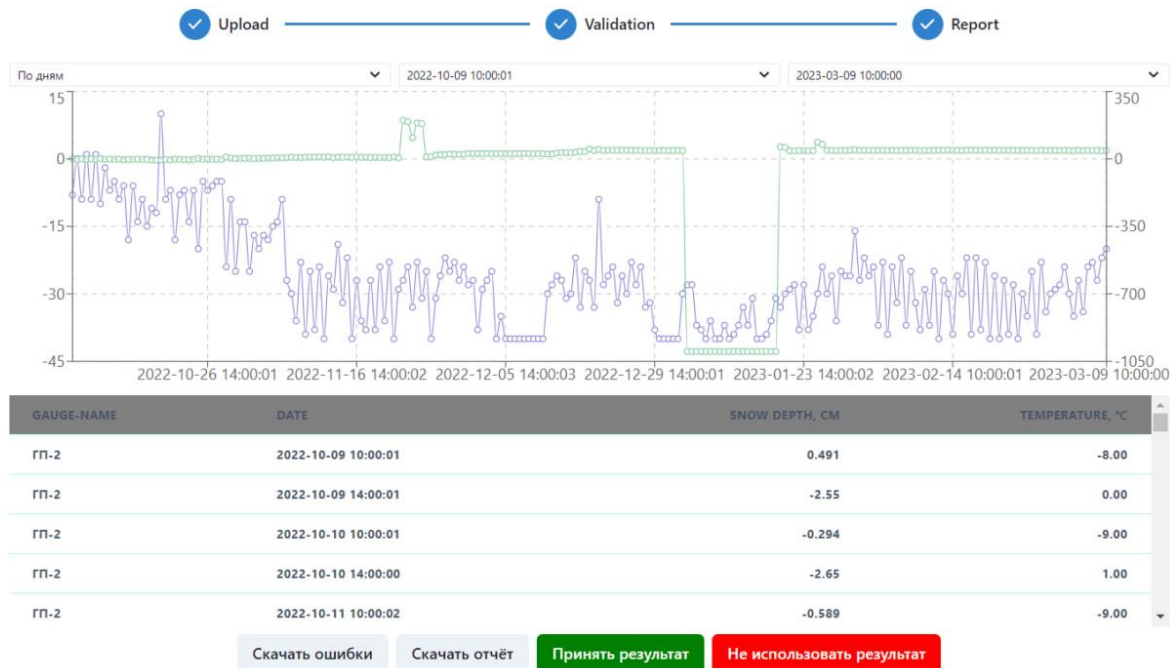 Upload Validation Report
По дням 2022-10-09 10:00:01 2023-03-09 10:00:00
15 350
0 0
-15 -350
-30 -700
-45 -1050
2022-10-26 14:00:01 2022-11-16 14:00:02 2022-12-05 14:00:03 2022-12-29 14:00:01 2023-01-23 14:00:02 2023-02-14 10:00:01 2023-03-09 10:00:00
GAUGE-NAME DATE SNOW DEPTH, CM TEMPERATURE, °C
ГП-2 2022-10-09 10:00:01 0.491 -8.00
ГП-2 2022-10-09 14:00:01 -2.55 0.00
ГП-2 2022-10-10 10:00:01 -0.294 -9.00
ГП-2 2022-10-10 14:00:00 -2.65 1.00
ГП-2 2022-10-11 10:00:02 -0.589 -9.00
Скачать ошибки Скачать отчёт Принять результат Не использовать результат